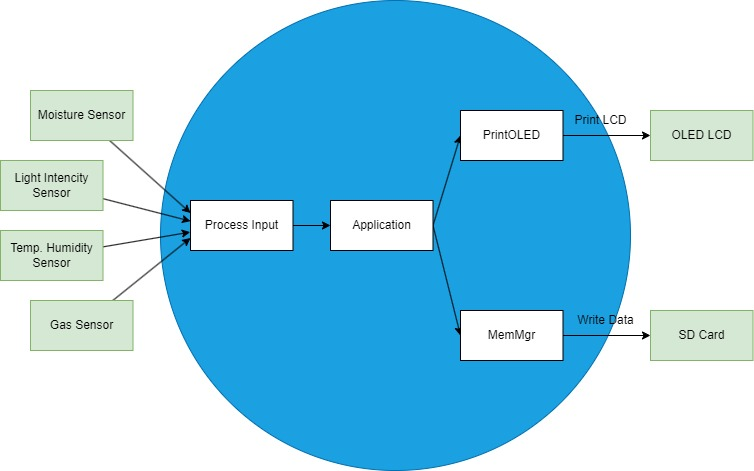 Moisture Sensor
Light Intencity
Sensor
Temp. Humidity
Sensor
Gas Sensor
Process Input
Application
PrintOLED
Print LCD
OLED LCD
MemMgr
Write Data
SD Card